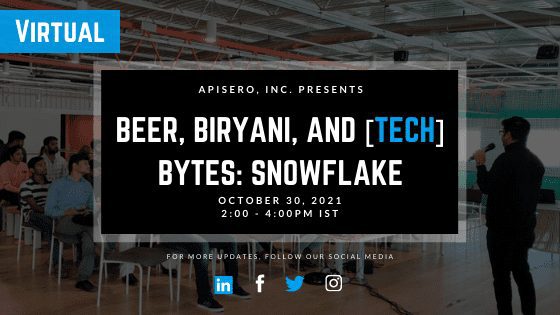 VIRTUAL
APISERO, INC. PRESENTS
BEER, BIRYANI, AND [TECH]
BYTES: SNOWFLAKE
OCTOBER 30, 2021
2:00 - 4:00PM IST
FOR MORE UPDATES, FOLLOW OUR SOCIAL MEDIA